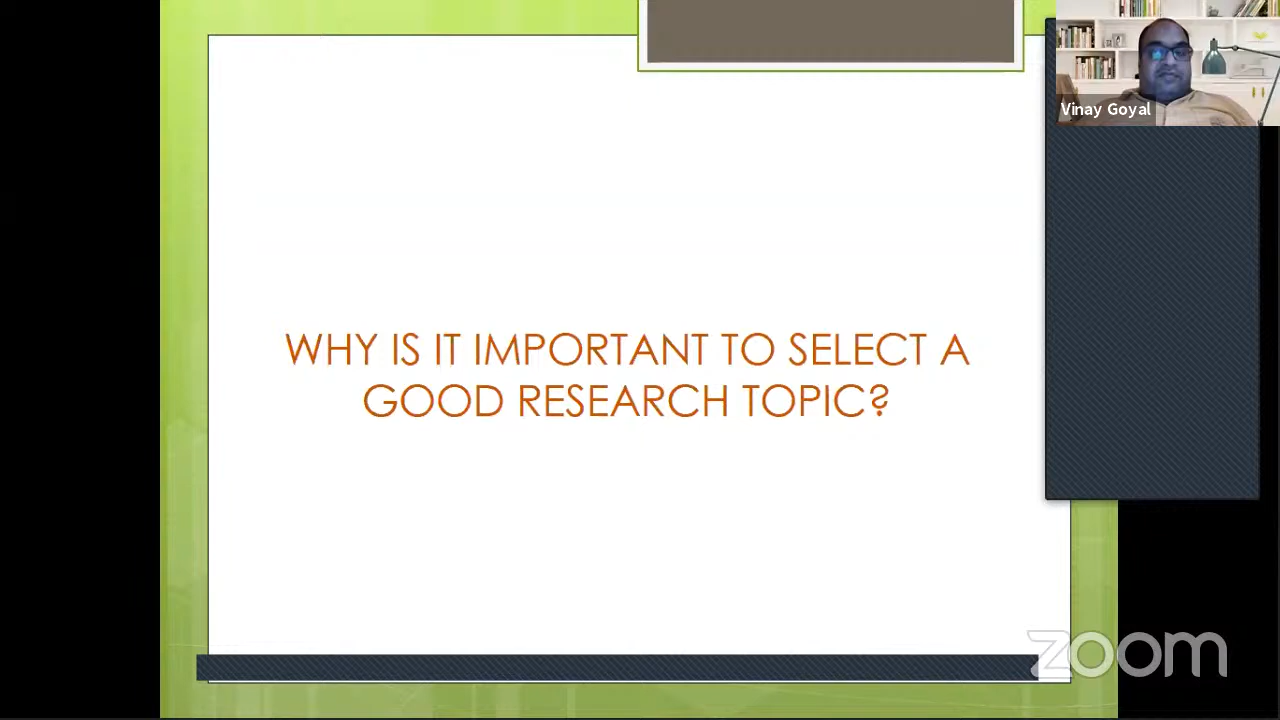 Vinay Goyal
WHY IS IT IMPORTANT TO SELECT A
GOOD RESEARCH TOPIC?
zoom